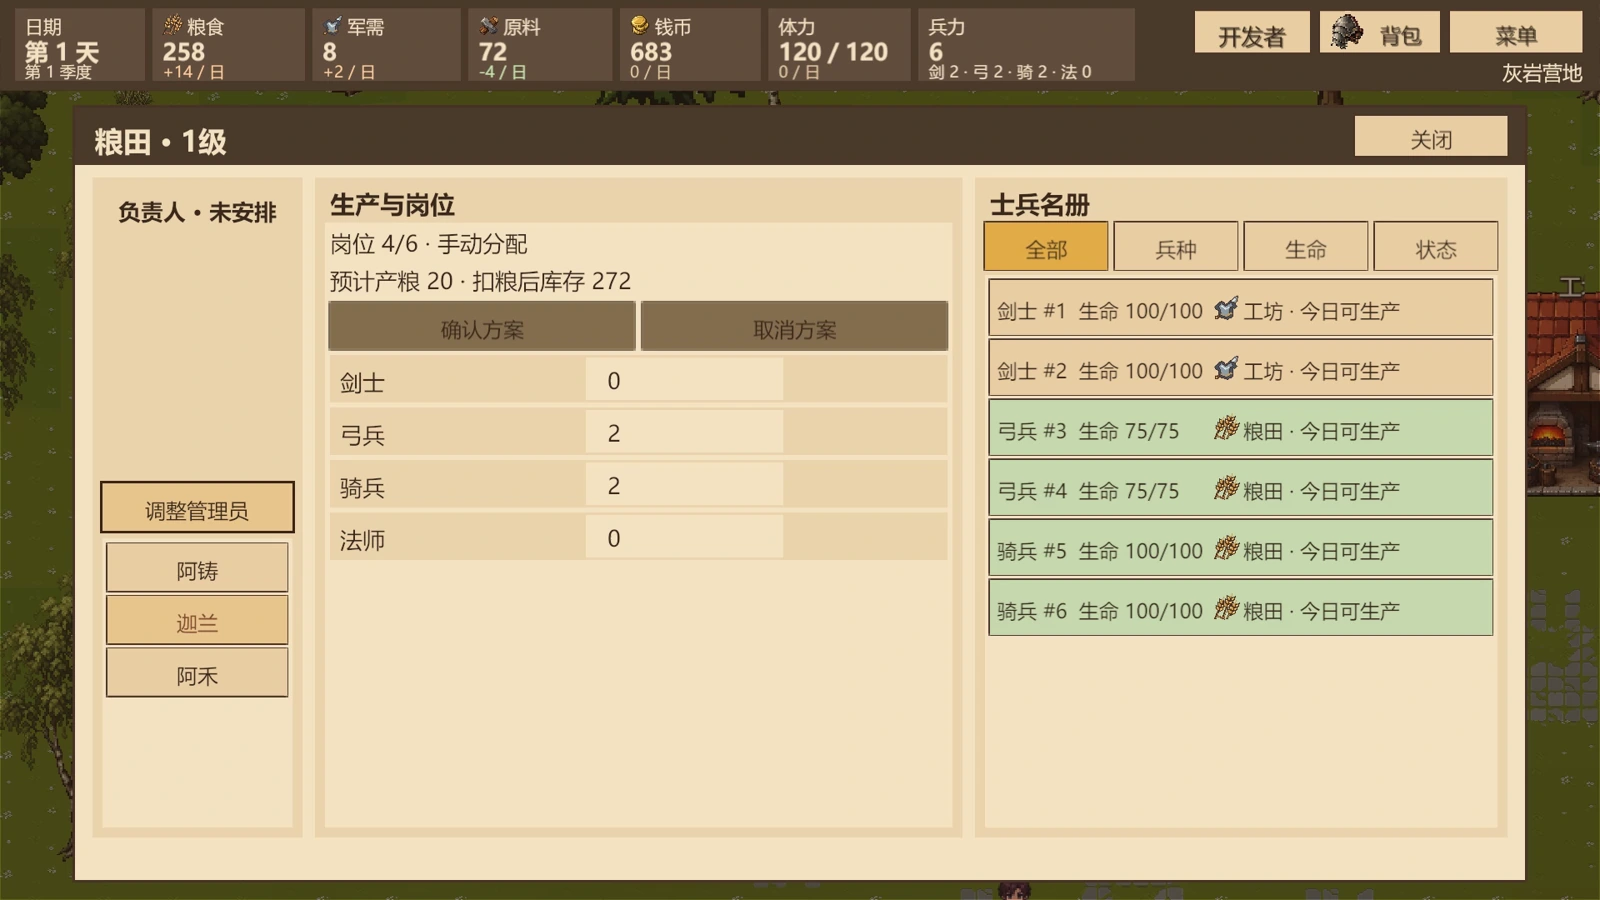 日期
第 1 天
第 1 季度
粮食
258
+14 / 日
军需
8
+2 / 日
原料
72
-4 / 日
钱币
683
0 / 日
体力
120 / 120
0 / 日
兵力
6
剑 2 · 弓 2 · 骑 2 · 法 0
开发者
背包
菜单
灰岩营地
粮田 · 1级
关闭
负责人 · 未安排
调整管理员
阿铸
迦兰
阿禾
生产与岗位
岗位 4/6 · 手动分配
预计产粮 20 · 扣粮后库存 272
确认方案
取消方案
剑士 0
弓兵 2
骑兵 2
法师 0
士兵名册
全部
兵种
生命
状态
剑士 #1 生命 100/100 工坊 · 今日可生产
剑士 #2 生命 100/100 工坊 · 今日可生产
弓兵 #3 生命 75/75 粮田 · 今日可生产
弓兵 #4 生命 75/75 粮田 · 今日可生产
骑兵 #5 生命 100/100 粮田 · 今日可生产
骑兵 #6 生命 100/100 粮田 · 今日可生产
工